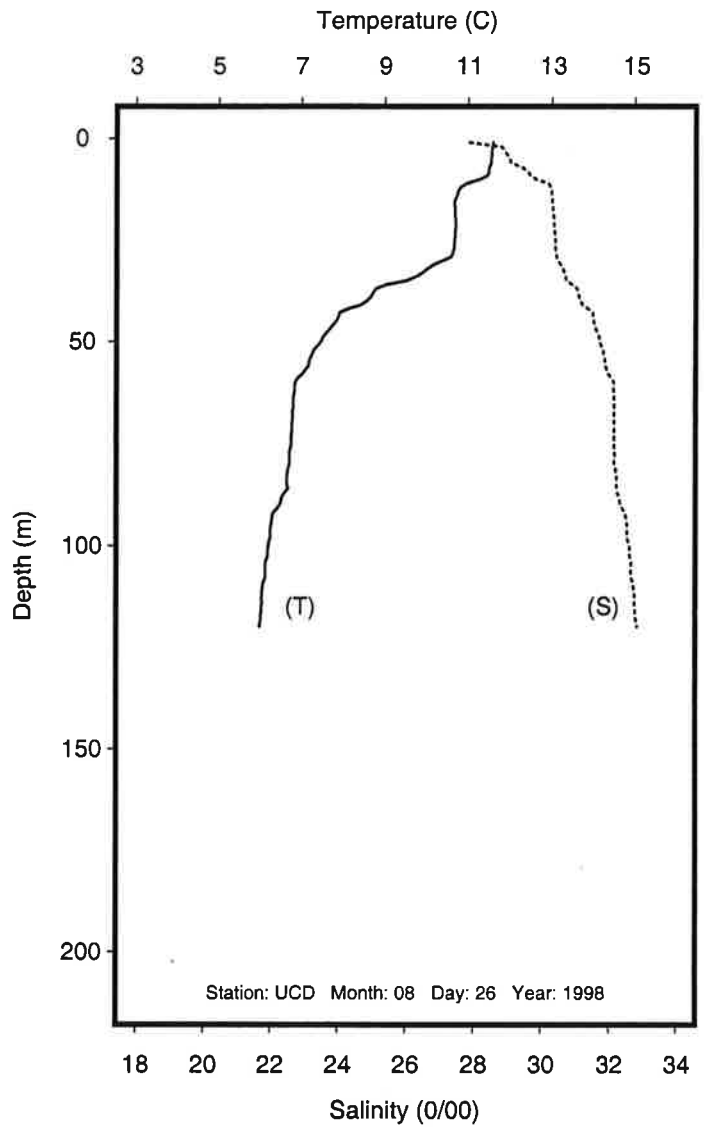 Temperature (C)
3 5 7 9 11 13 15
0
50
100
150
200
Depth (m)
(T) (S)
Station: UCD Month: 08 Day: 26 Year: 1998
18 20 22 24 26 28 30 32 34
Salinity (0/00)